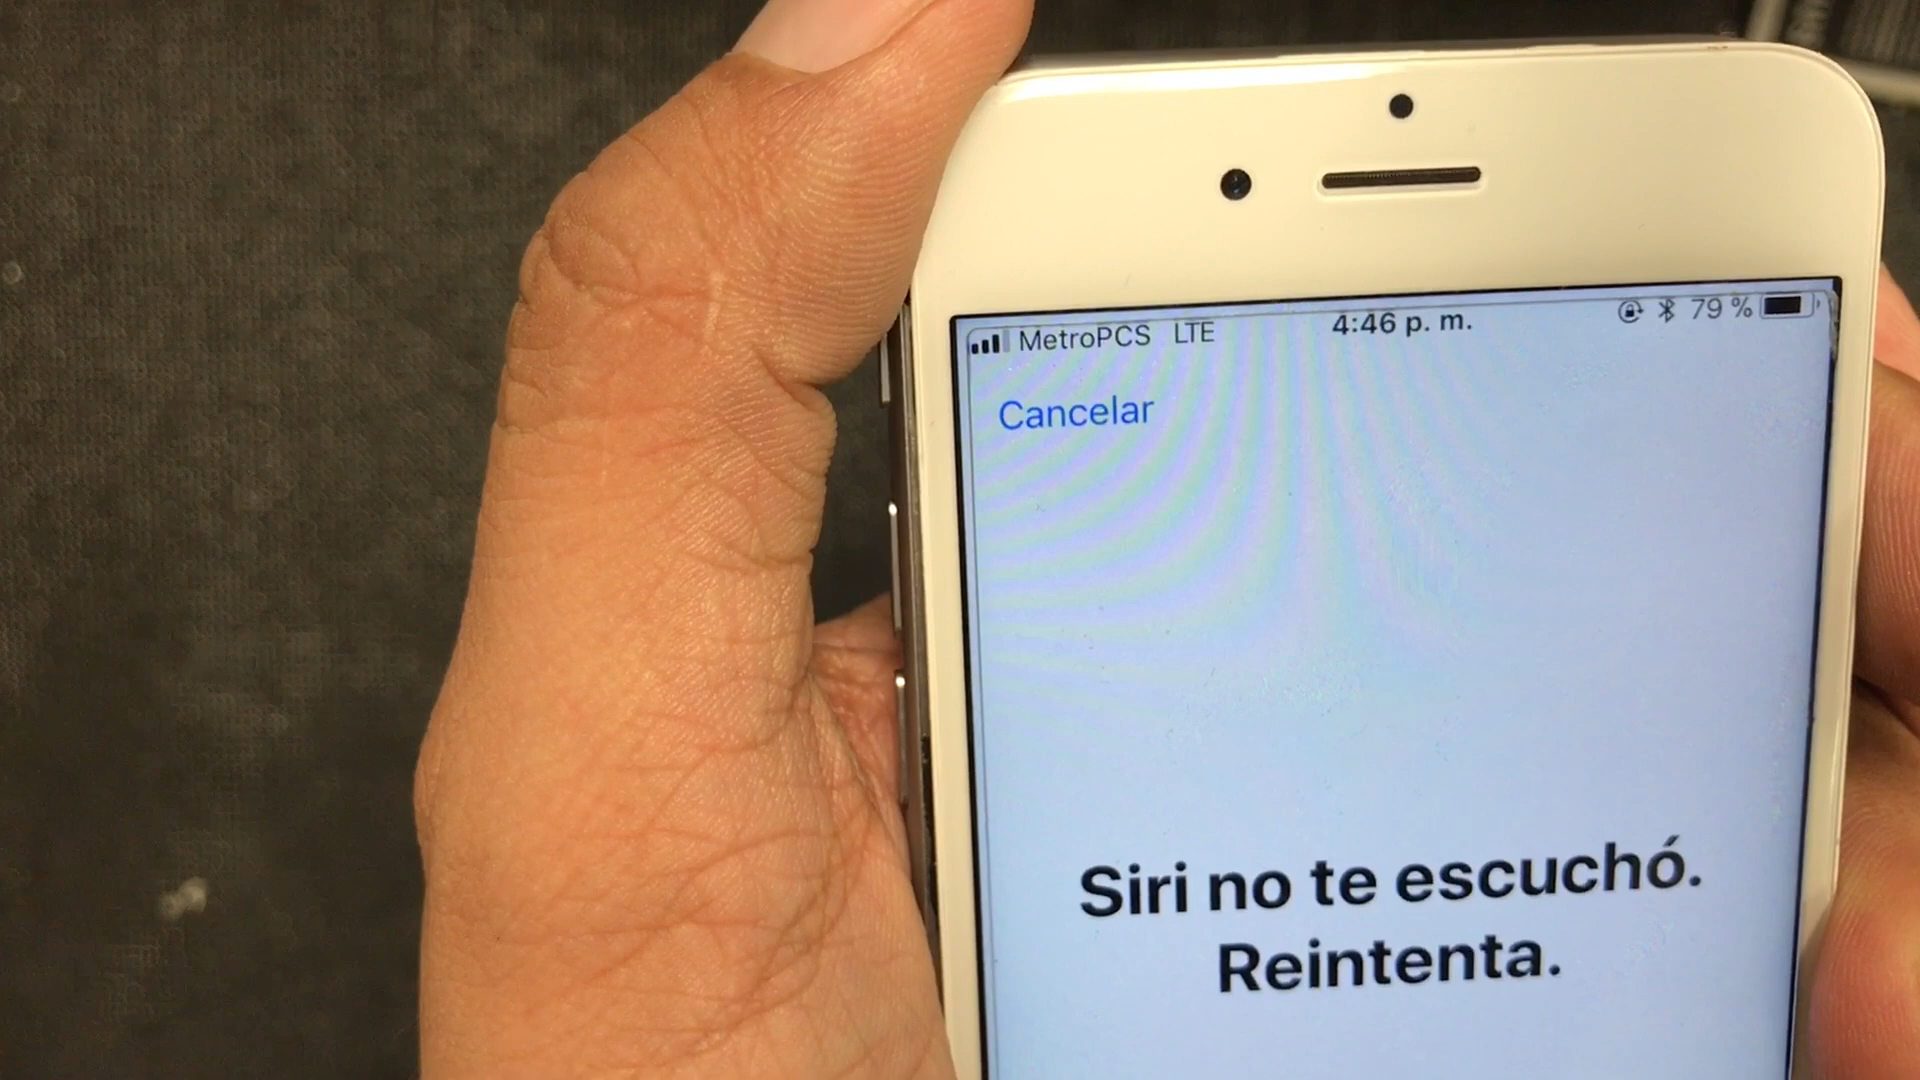 MetroPCS LTE 4:46 p. m. 79 %
Cancelar
Siri no te escuchó.
Reintenta.